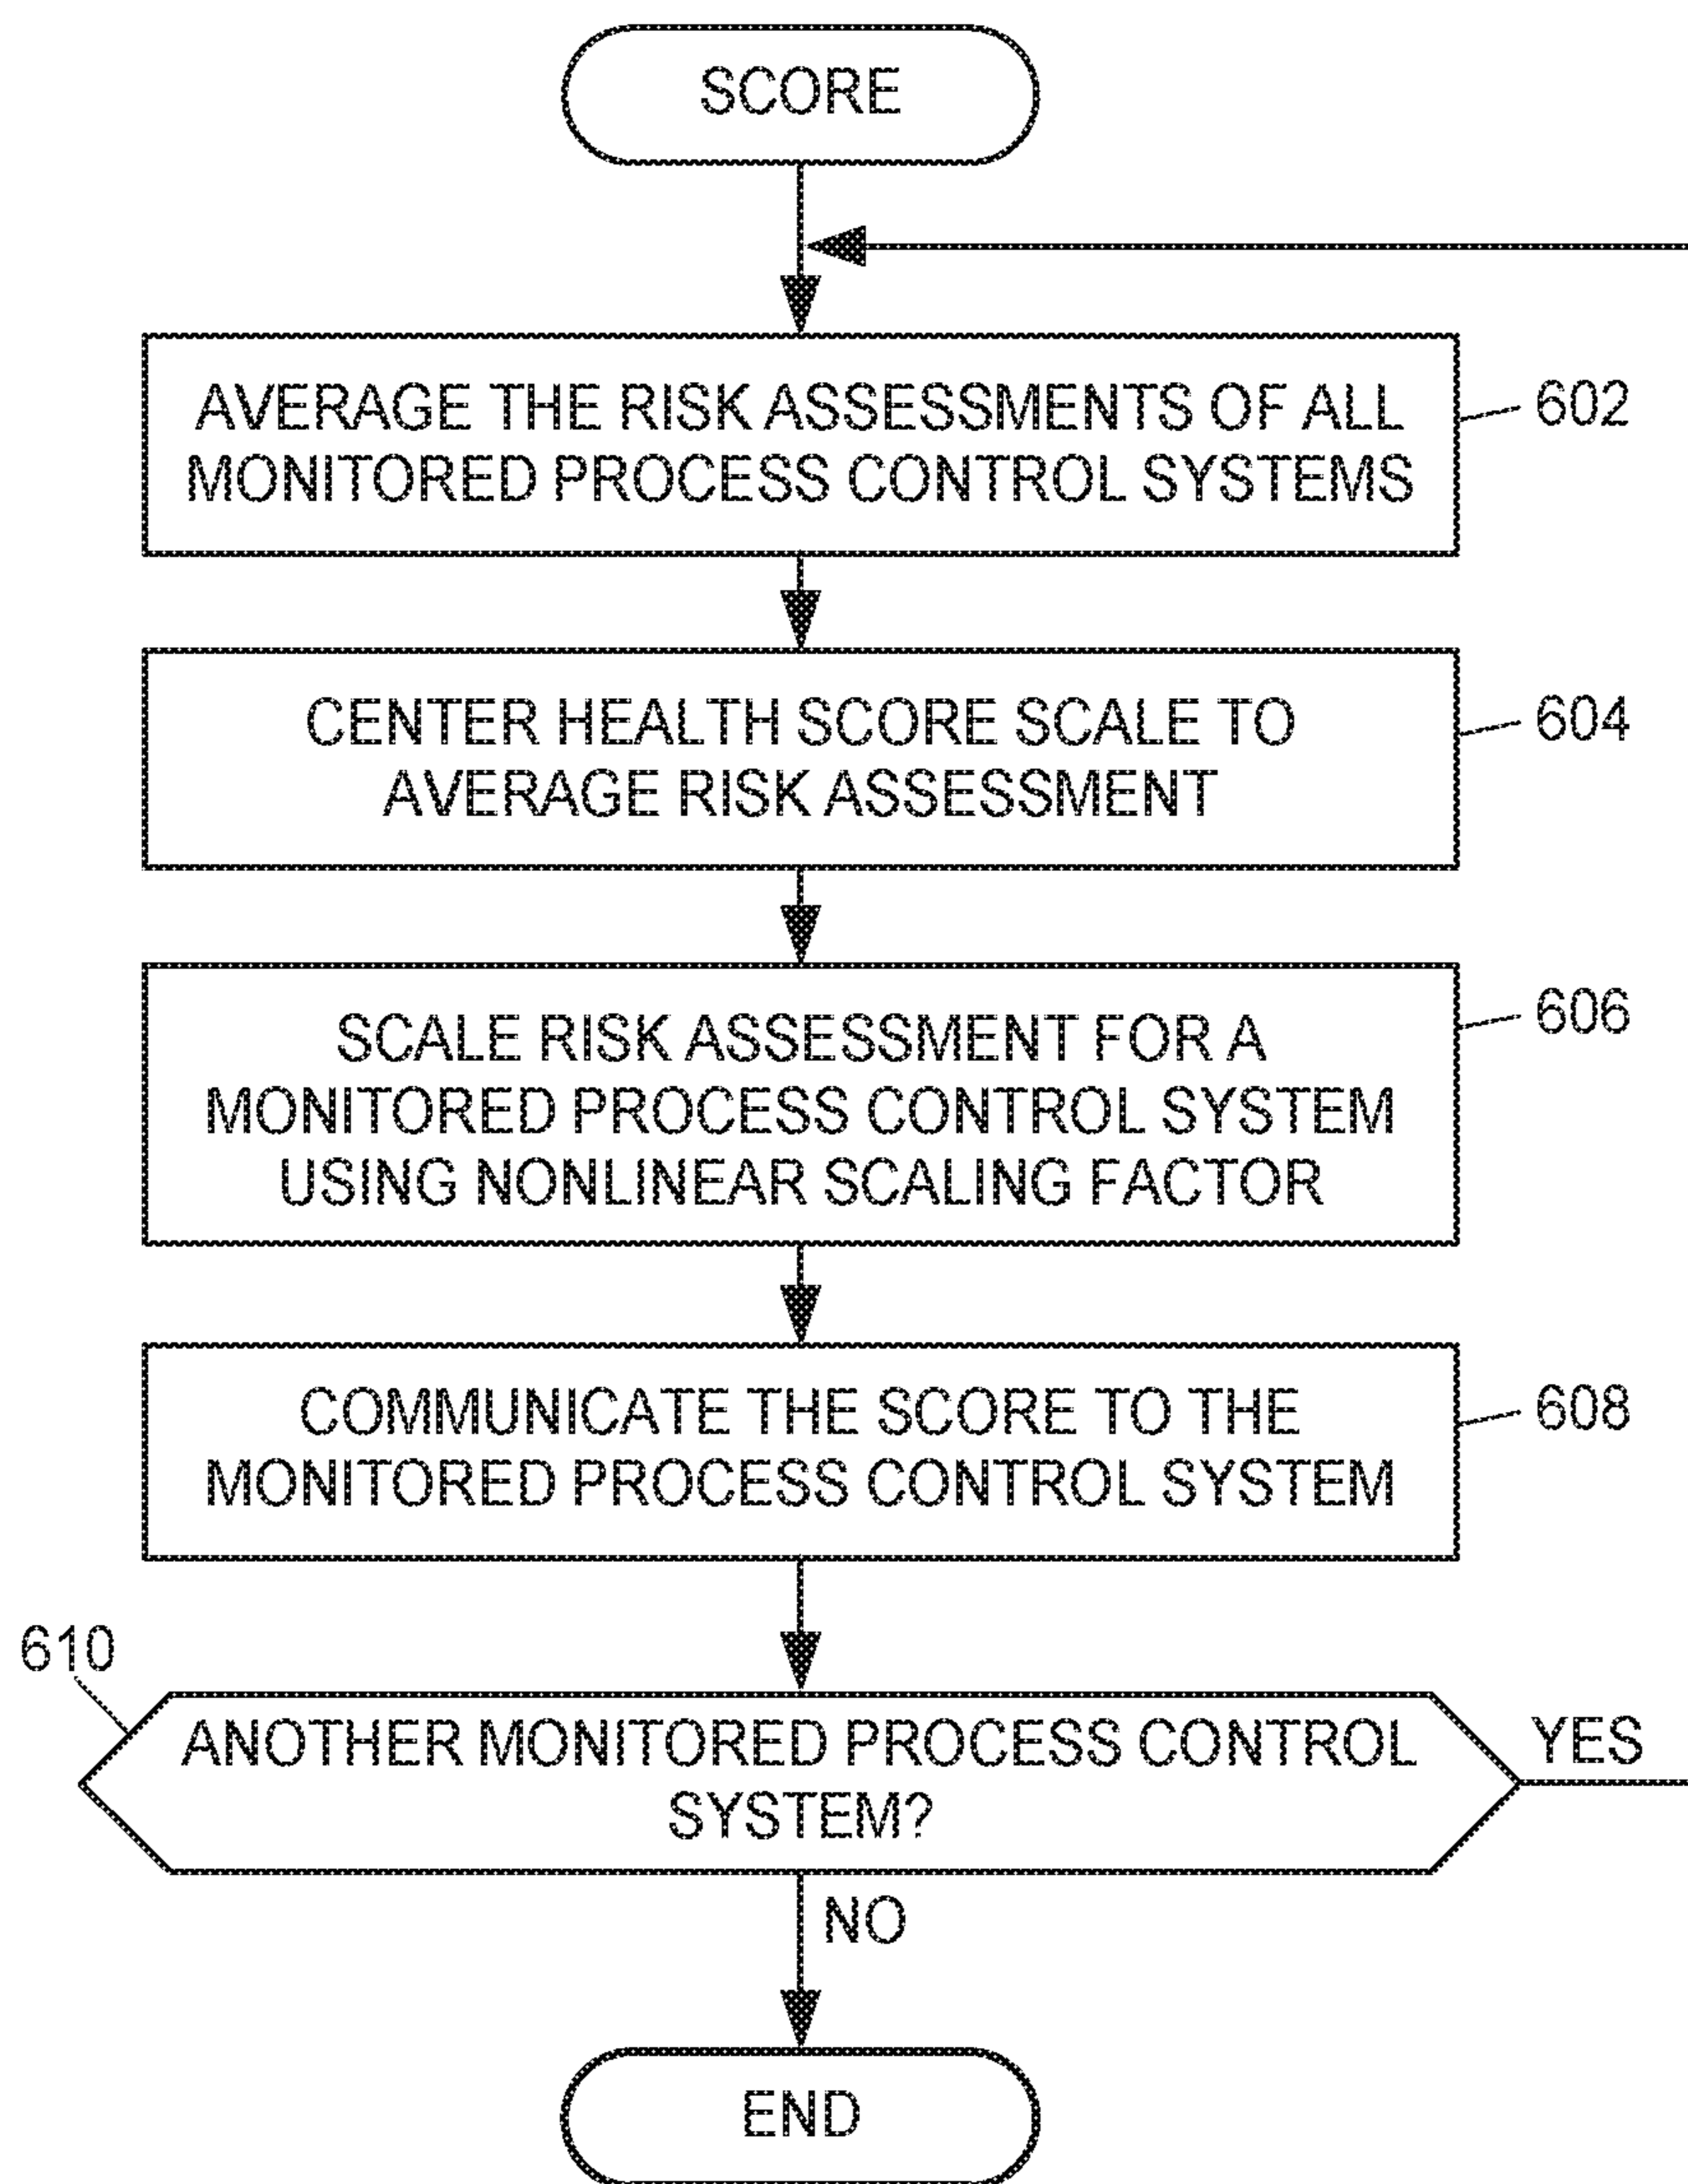 SCORE
AVERAGE THE RISK ASSESSMENTS OF ALL
MONITORED PROCESS CONTROL SYSTEMS
602
CENTER HEALTH SCORE SCALE TO
AVERAGE RISK ASSESSMENT
604
SCALE RISK ASSESSMENT FOR A
MONITORED PROCESS CONTROL SYSTEM
USING NONLINEAR SCALING FACTOR
606
COMMUNICATE THE SCORE TO THE
MONITORED PROCESS CONTROL SYSTEM
608
610
ANOTHER MONITORED PROCESS CONTROL
SYSTEM?
YES
NO
END